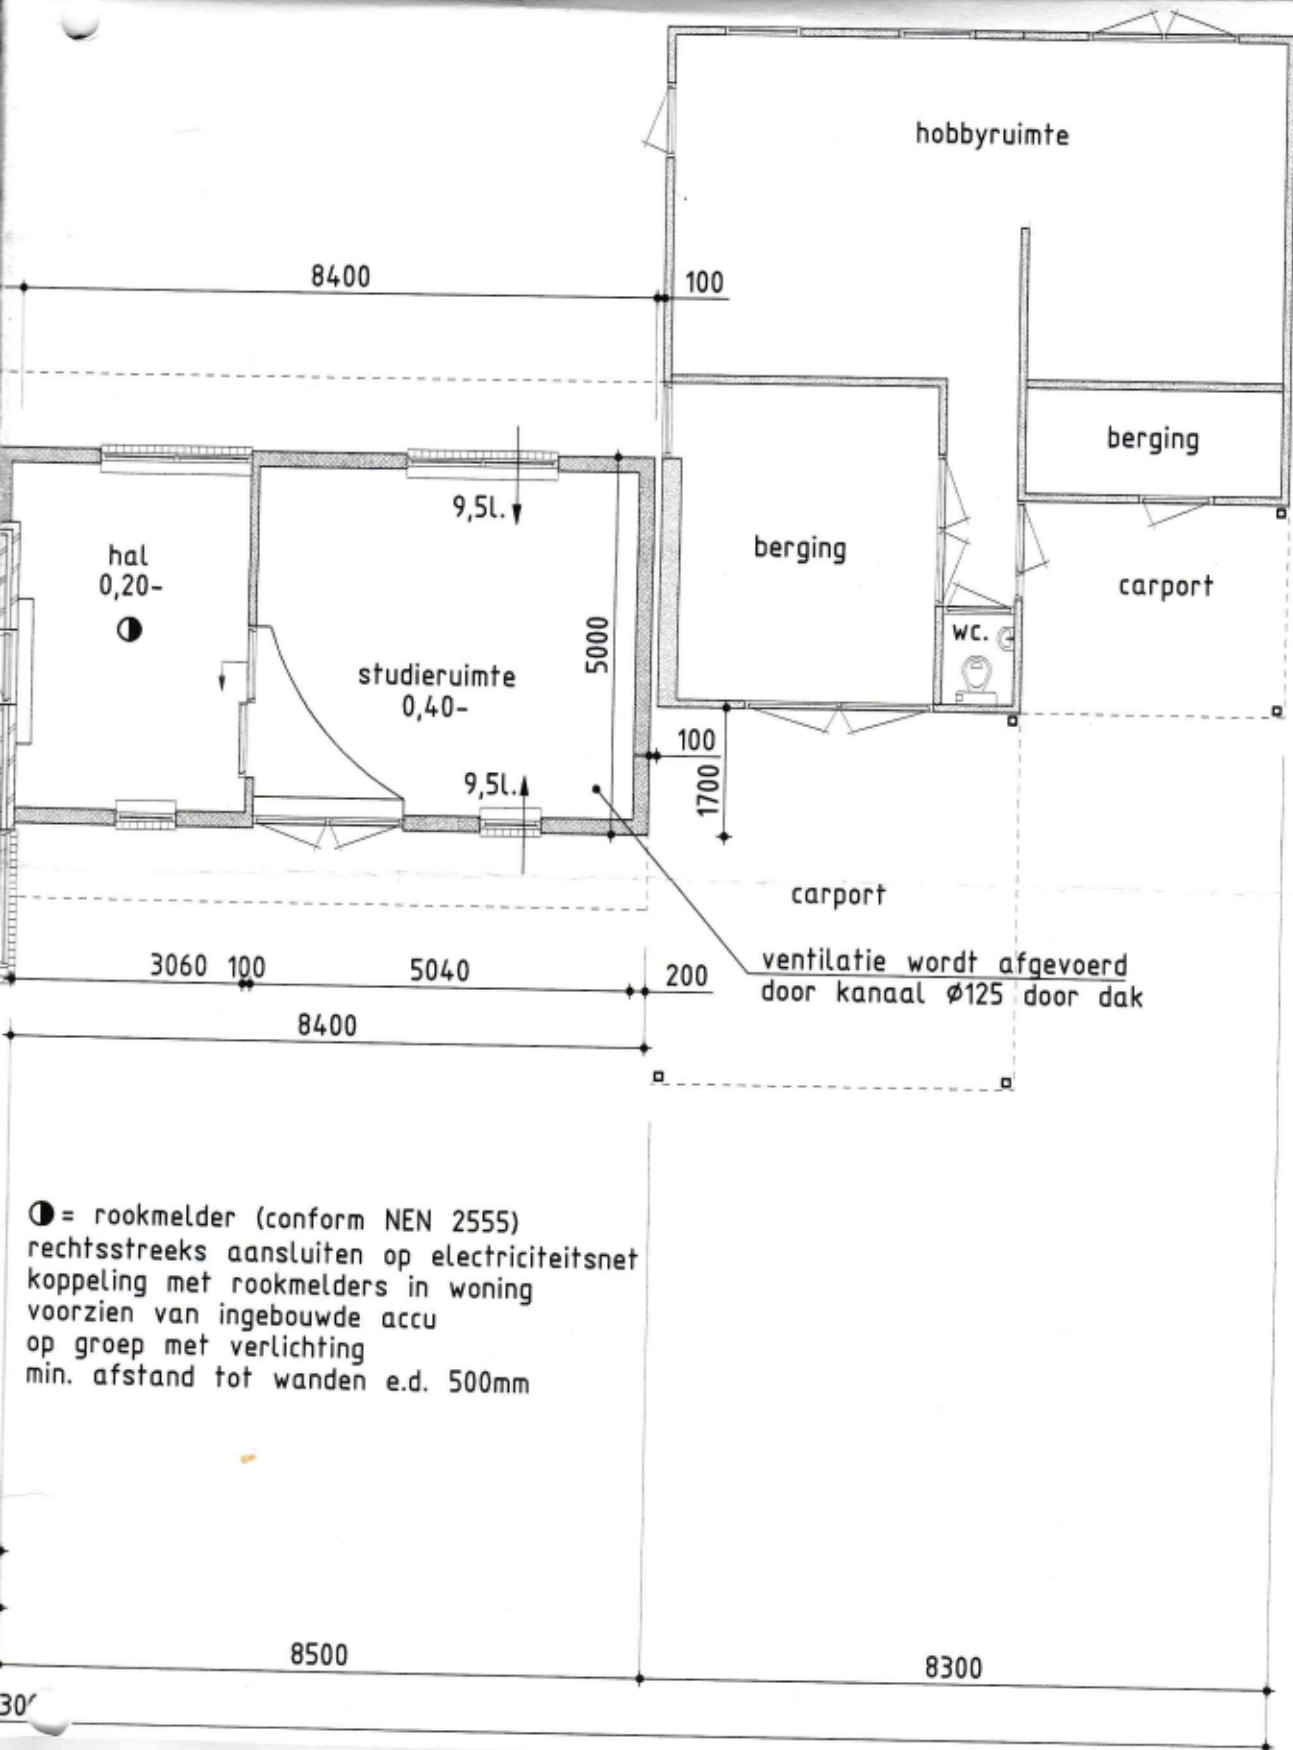 hobbyruimte
8400
100
berging
9,5l.
hal
0,20-
berging
carport
5000
wc.
studieruimte
0,40-
100
9,5l.
1700
carport
ventilatie wordt afgevoerd
door kanaal ⌀125 door dak
3060 100 5040 200
8400
◑= rookmelder (conform NEN 2555)
rechtsstreeks aansluiten op electriciteitsnet
koppeling met rookmelders in woning
voorzien van ingebouwde accu
op groep met verlichting
min. afstand tot wanden e.d. 500mm
8500
8300